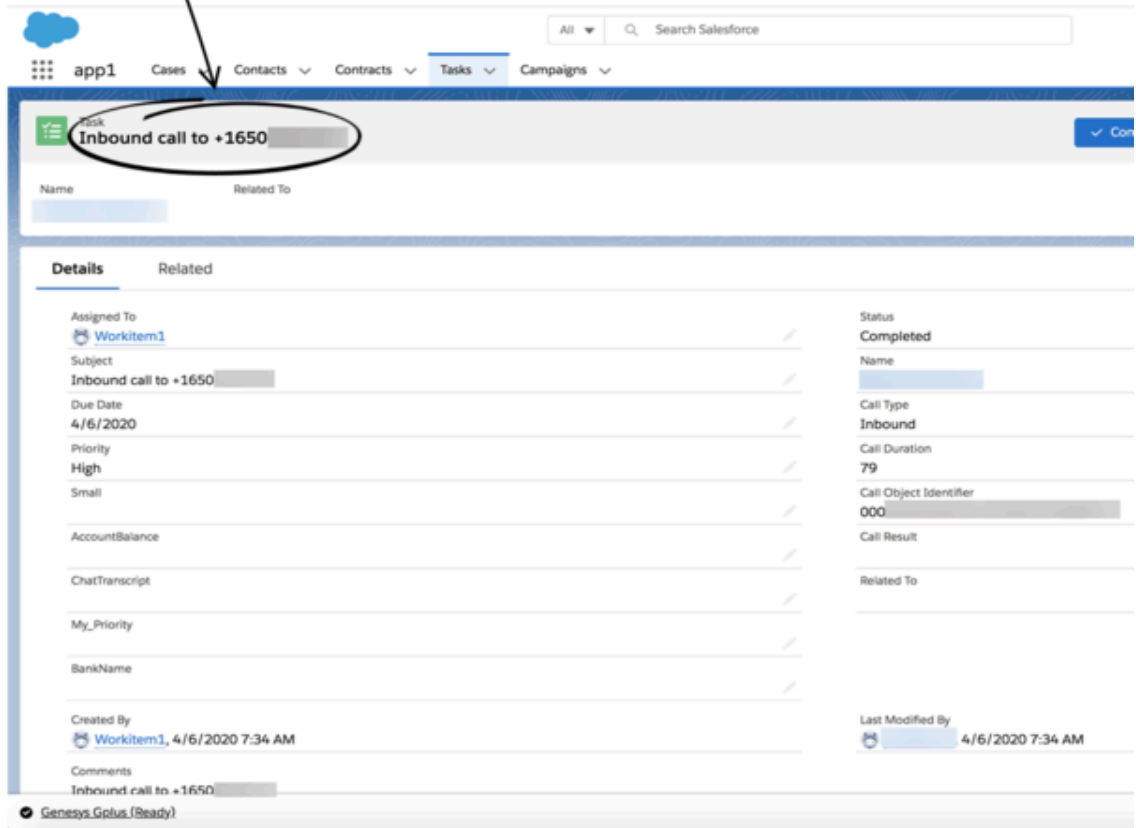 All Search Salesforce
app1 Cases Contacts Contracts Tasks Campaigns
Task
Inbound call to +1650
Name Related To
Details Related
Assigned To Status
Workitem1 Completed
Subject Name
Inbound call to +1650
Due Date Call Type
4/6/2020 Inbound
Priority Call Duration
High 79
Small Call Object Identifier
000
AccountBalance Call Result
ChatTranscript Related To
My_Priority
BankName
Created By Last Modified By
Workitem1, 4/6/2020 7:34 AM 4/6/2020 7:34 AM
Comments
Inbound call to +1650
Genesys Gplus (Ready)